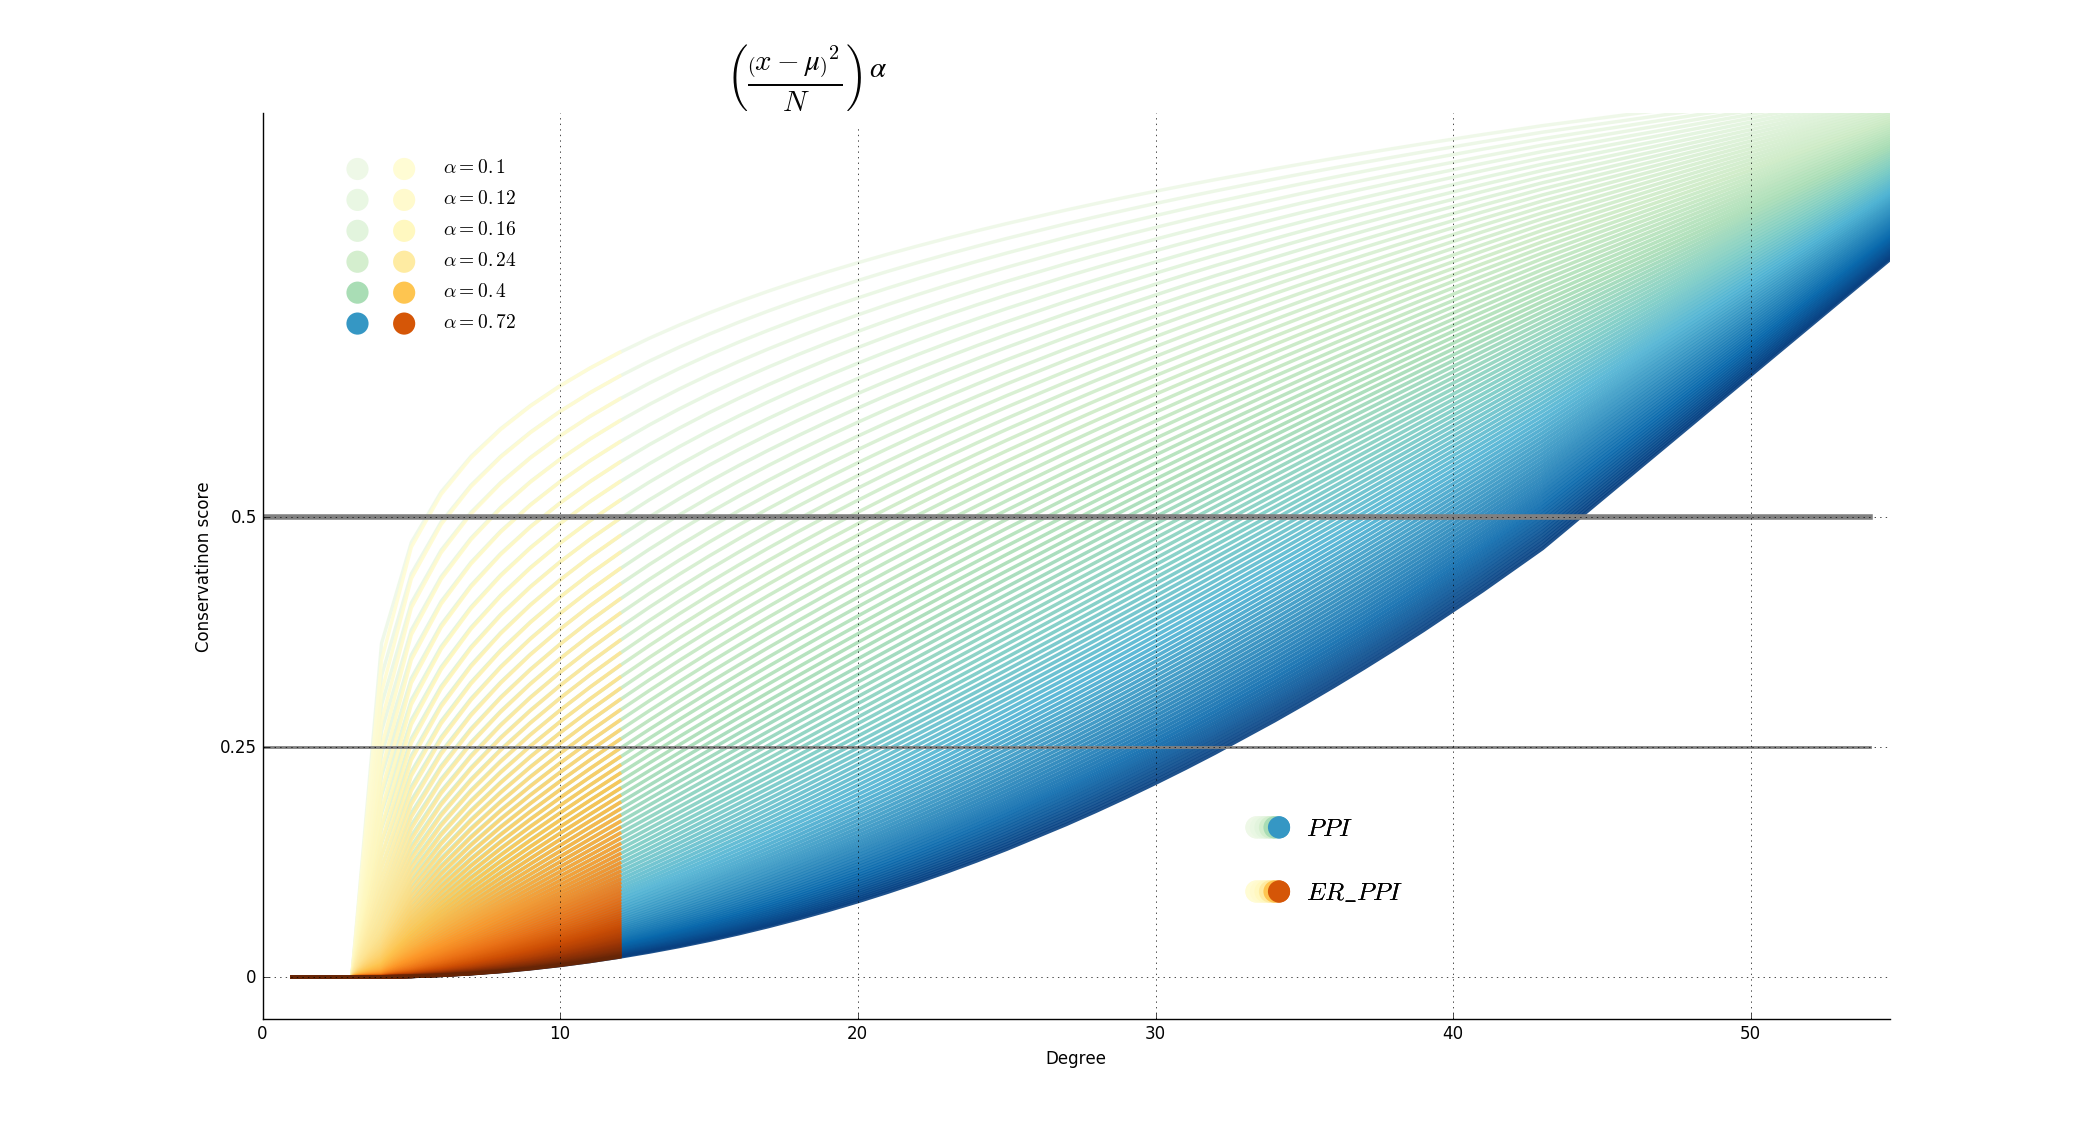 ((x − μ)² / N) α
α = 0.1
α = 0.12
α = 0.16
α = 0.24
α = 0.4
α = 0.72
Conservatinon score
0.5
0.25
0
PPI
ER_PPI
0 10 20 30 40 50
Degree